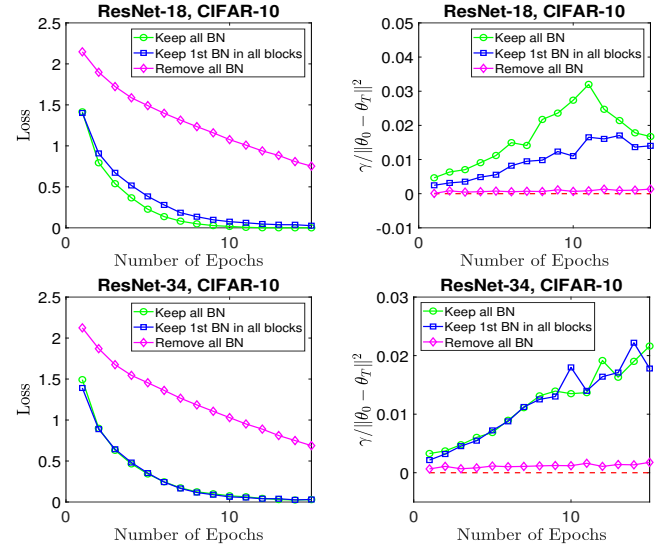 ResNet-18, CIFAR-10
2.5
2
1.5
1
0.5
0
0
10
Loss
Number of Epochs
Keep all BN
Keep 1st BN in all blocks
Remove all BN
ResNet-18, CIFAR-10
0.05
0.04
0.03
0.02
0.01
0
-0.01
0
10
γ/||θ₀ − θ_T||²
Number of Epochs
Keep all BN
Keep 1st BN in all blocks
Remove all BN
ResNet-34, CIFAR-10
2.5
2
1.5
1
0.5
0
0
10
Loss
Number of Epochs
Keep all BN
Keep 1st BN in all blocks
Remove all BN
ResNet-34, CIFAR-10
0.03
0.02
0.01
0
0
10
γ/||θ₀ − θ_T||²
Number of Epochs
Keep all BN
Keep 1st BN in all blocks
Remove all BN